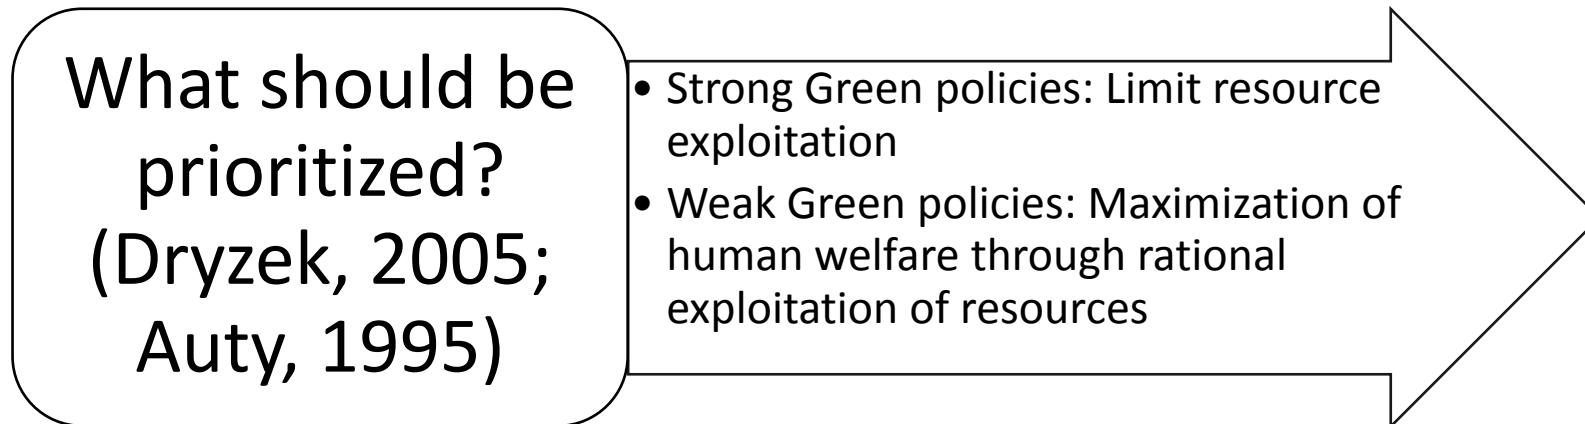 What should be
prioritized?
(Dryzek, 2005;
Auty, 1995)
• Strong Green policies: Limit resource
exploitation
• Weak Green policies: Maximization of
human welfare through rational
exploitation of resources